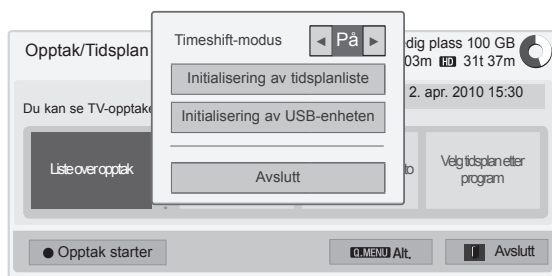 Opptak/Tidsplan
dig plass 100 GB
03m HD 31t 37m
2. apr. 2010 15:30
Du kan se TV-opptake
Timeshift-modus ◄ På ►
Initialisering av tidsplanliste
Initialisering av USB-enheten
Avslutt
Liste over opptak
to
Velg tidsplan etter
program
● Opptak starter
Q.MENU Alt.
Avslutt